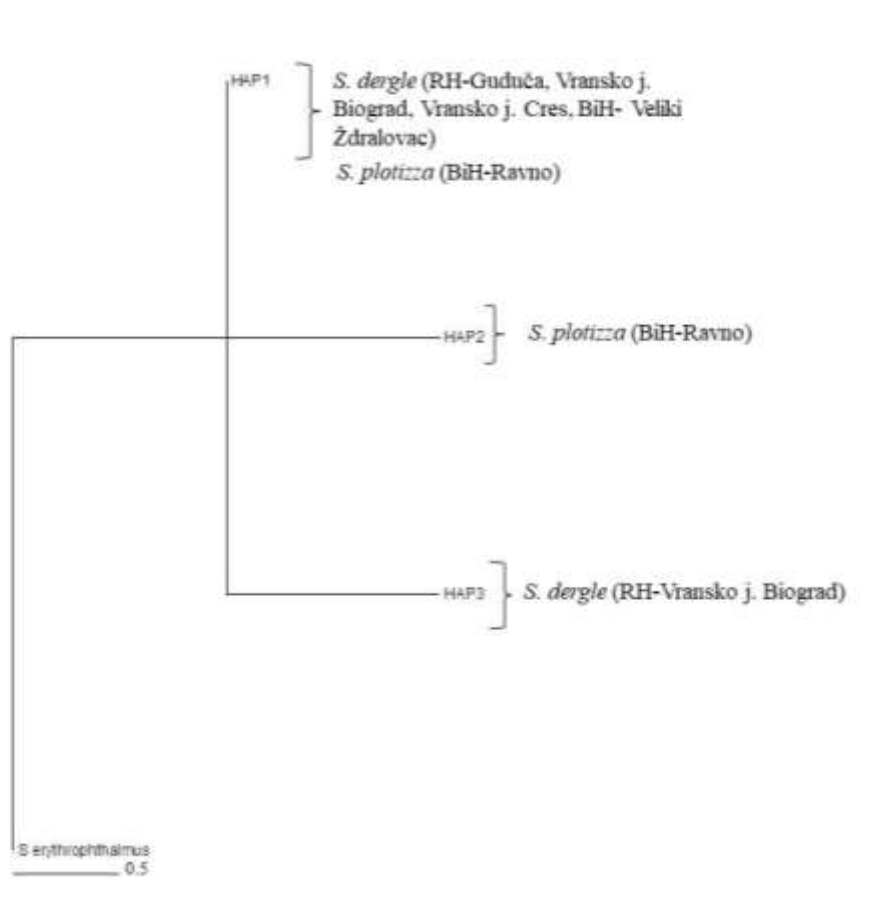 HAP1
S. dergle (RH-Guduča, Vransko j.
Biograd, Vransko j. Cres, BiH- Veliki
Ždralovac)
S. plotizza (BiH-Ravno)
HAP2
S. plotizza (BiH-Ravno)
HAP3
S. dergle (RH-Vransko j. Biograd)
S erythrophthalmus
0.5